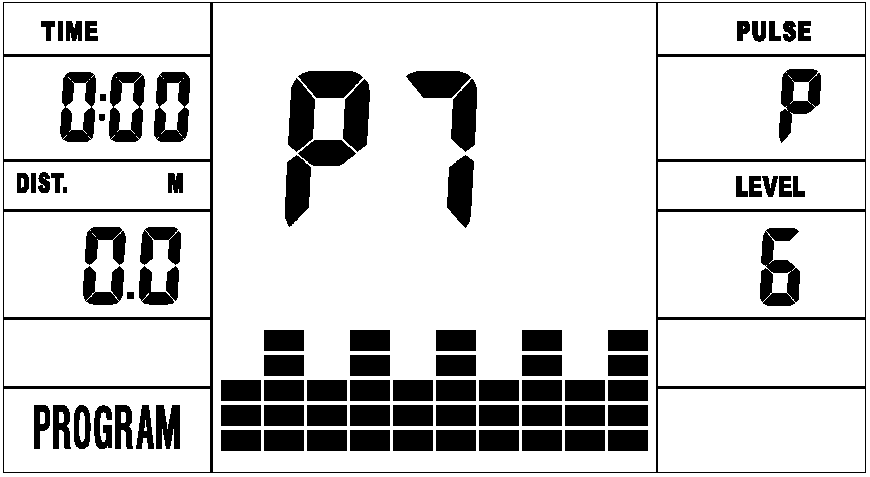 TIME
0:00
DIST. M
0.0
PROGRAM
P7
PULSE
P
LEVEL
6